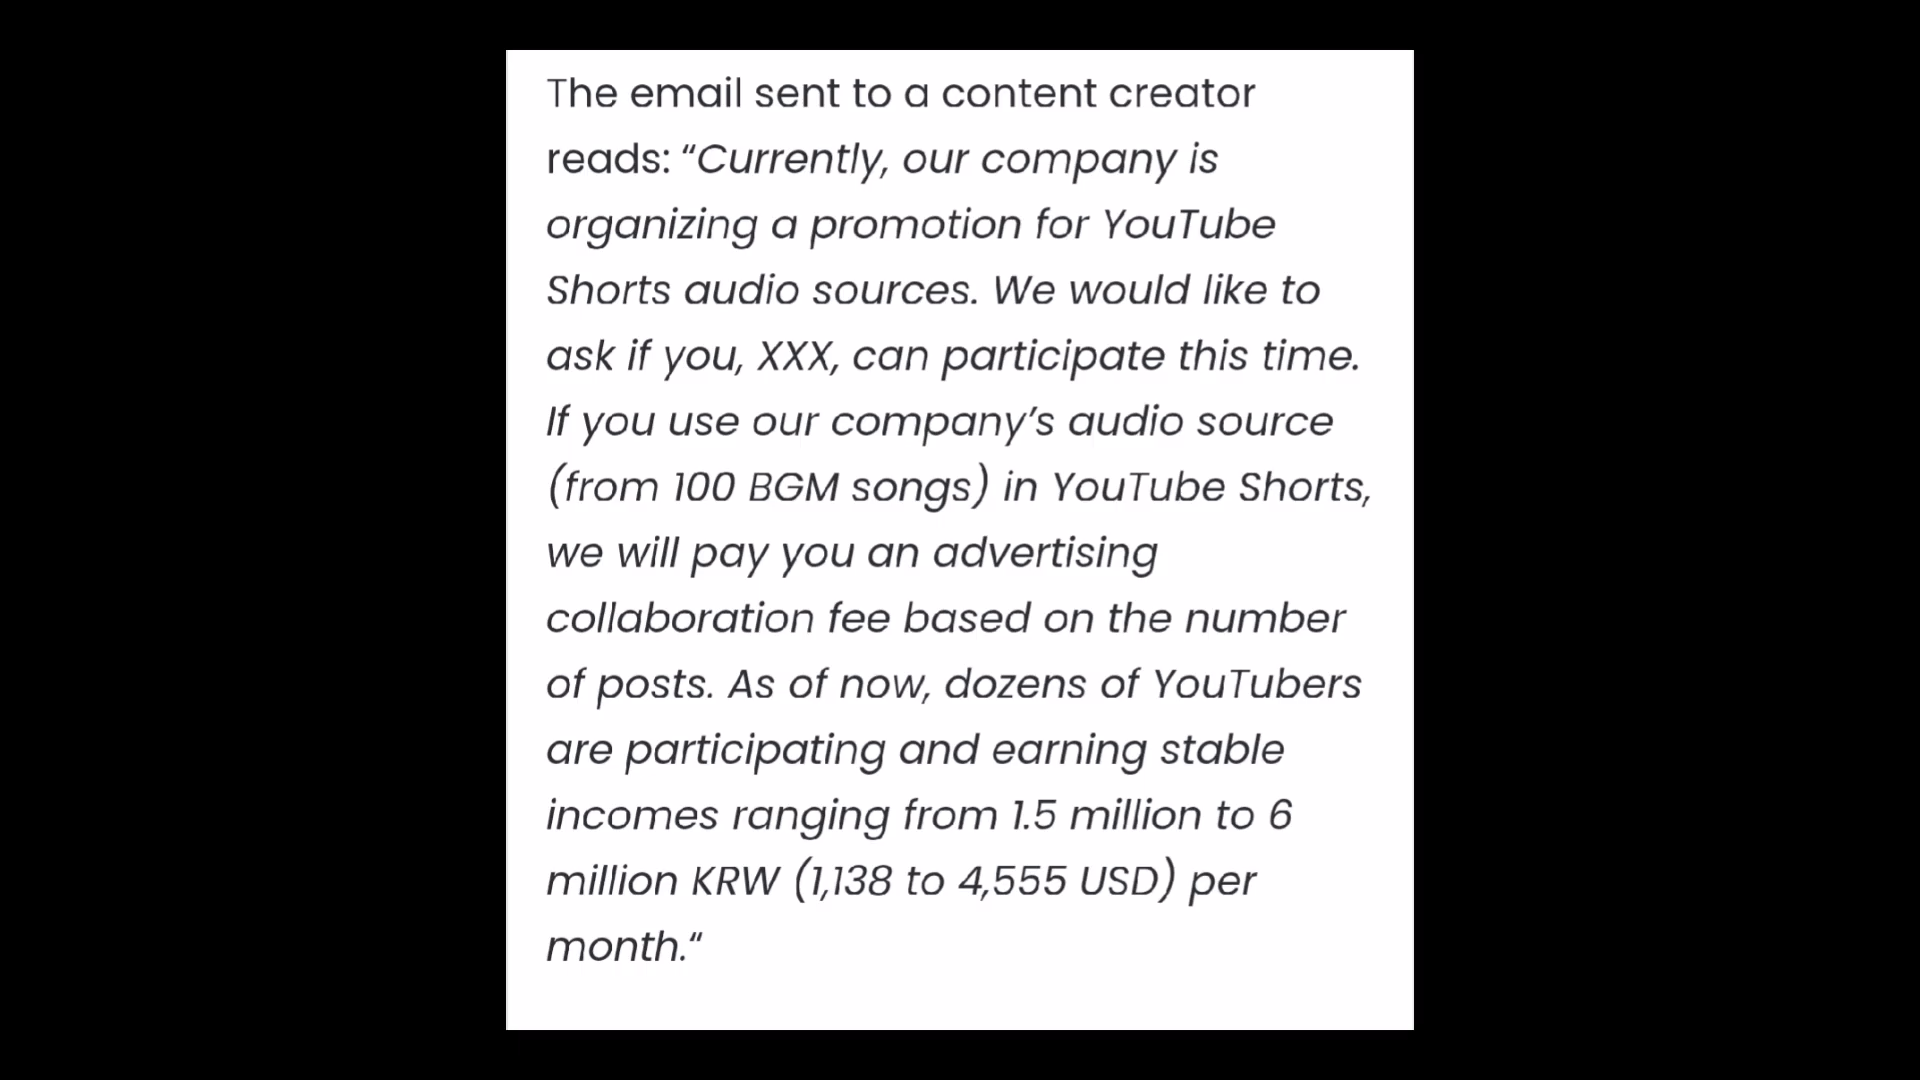 The email sent to a content creator
reads: “Currently, our company is
organizing a promotion for YouTube
Shorts audio sources. We would like to
ask if you, XXX, can participate this time.
If you use our company’s audio source
(from 100 BGM songs) in YouTube Shorts,
we will pay you an advertising
collaboration fee based on the number
of posts. As of now, dozens of YouTubers
are participating and earning stable
incomes ranging from 1.5 million to 6
million KRW (1,138 to 4,555 USD) per
month.“